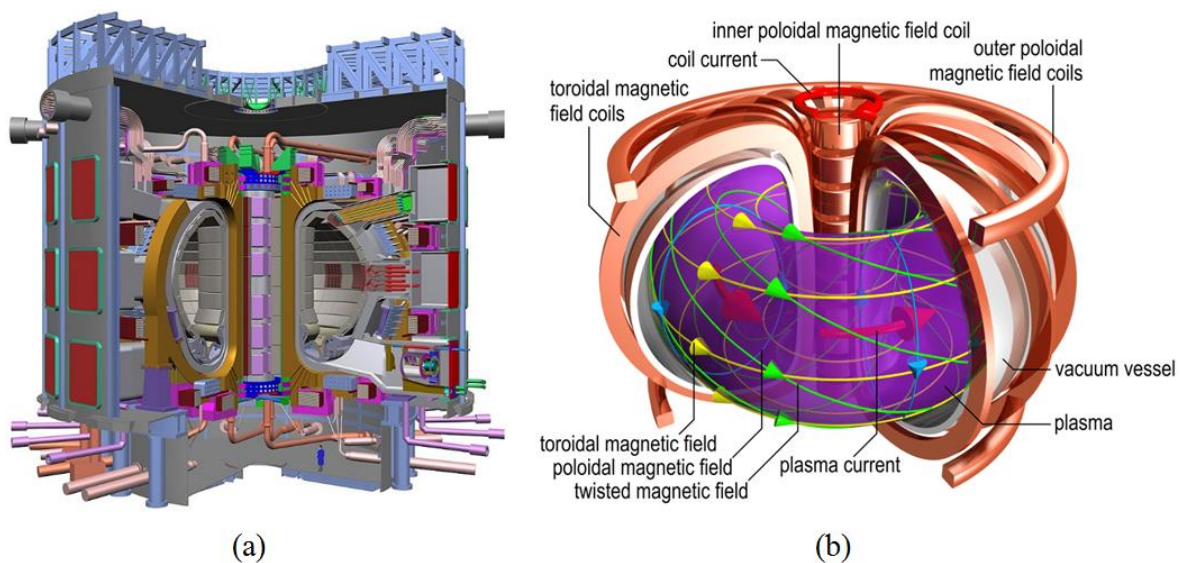 inner poloidal magnetic field coil
coil current
outer poloidal
magnetic field coils
toroidal magnetic
field coils
vacuum vessel
plasma
toroidal magnetic field
poloidal magnetic field
twisted magnetic field
plasma current
(a)
(b)